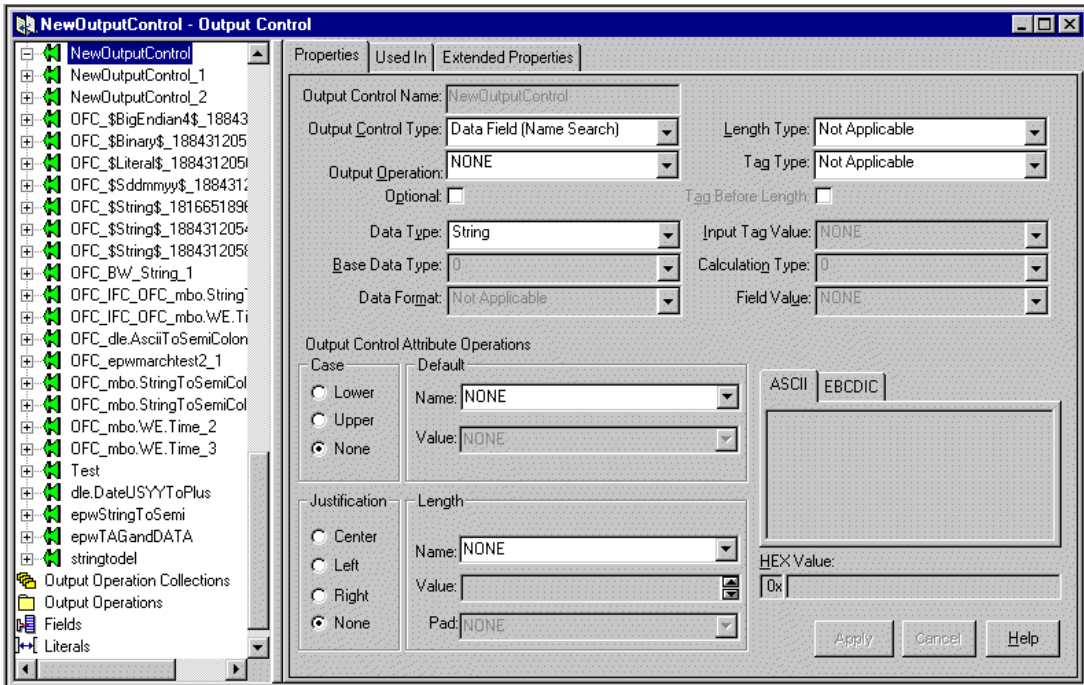 NewOutputControl - Output Control
NewOutputControl
NewOutputControl_1
NewOutputControl_2
OFC_$BigEndian4$_18843
OFC_$Binary$_188431205
OFC_$Literal$_188431205
OFC_$Sddmmyy$_188431
OFC_$String$_181665189
OFC_$String$_188431205
OFC_$String$_188431205
OFC_BW_String_1
OFC_IFC_OFC_mbo.String
OFC_IFC_OFC_mbo.WE.Ti
OFC_dle.AsciiToSemiColon
OFC_epwmarchtest2_1
OFC_mbo.StringToSemiCol
OFC_mbo.StringToSemiCol
OFC_mbo.WE.Time_2
OFC_mbo.WE.Time_3
Test
dle.DateUSYYToPlus
epwStringToSemi
epwTAGandDATA
stringtodel
Output Operation Collections
Output Operations
Fields
Literals
Properties Used In Extended Properties
Output Control Name: NewOutputControl
Output Control Type: Data Field (Name Search) Length Type: Not Applicable
Output Operation: NONE Tag Type: Not Applicable
Optional: Tag Before Length:
Data Type: String Input Tag Value: NONE
Base Data Type: 0 Calculation Type: 0
Data Format: Not Applicable Field Value: NONE
Output Control Attribute Operations
Case Default
Lower Name: NONE
Upper
None Value: NONE
ASCII EBCDIC
Justification Length
Center
Left Name: NONE
Right Value:
None Pad: NONE
HEX Value:
0x
Apply Cancel Help